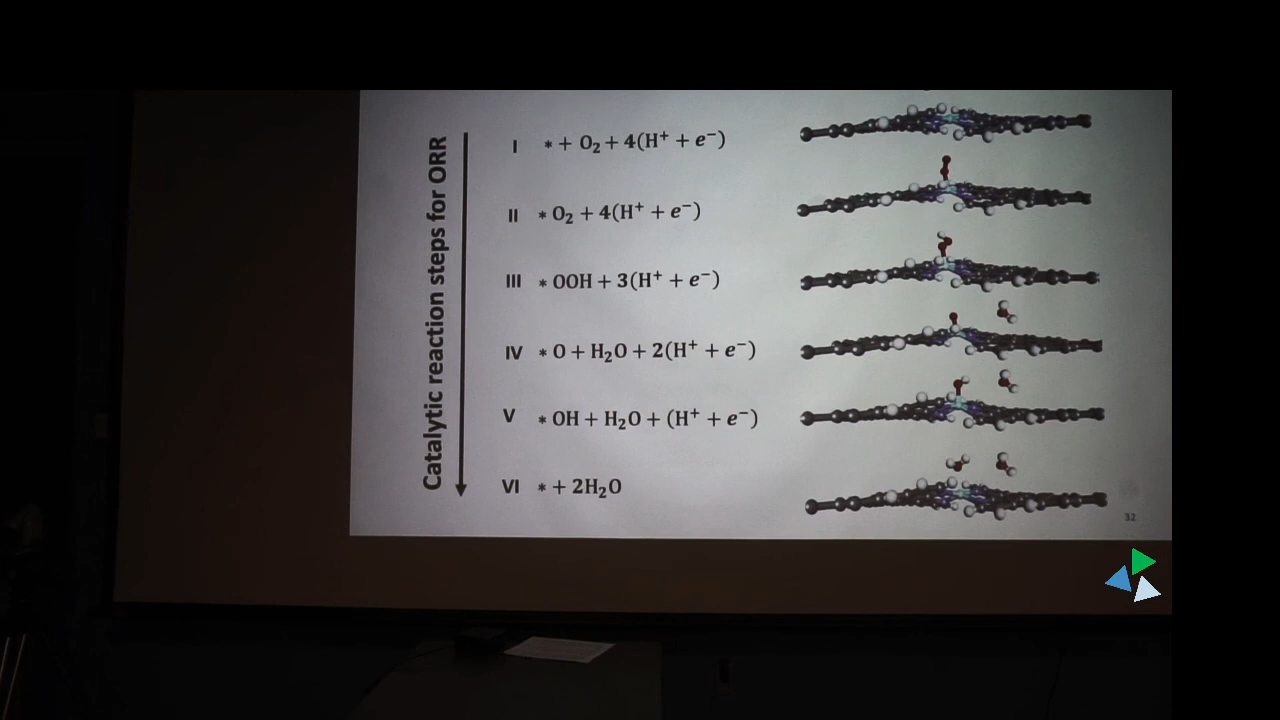 Catalytic reaction steps for ORR
I * + O₂ + 4(H⁺ + e⁻)
II * O₂ + 4(H⁺ + e⁻)
III * OOH + 3(H⁺ + e⁻)
IV * O + H₂O + 2(H⁺ + e⁻)
V * OH + H₂O + (H⁺ + e⁻)
VI * + 2H₂O
32